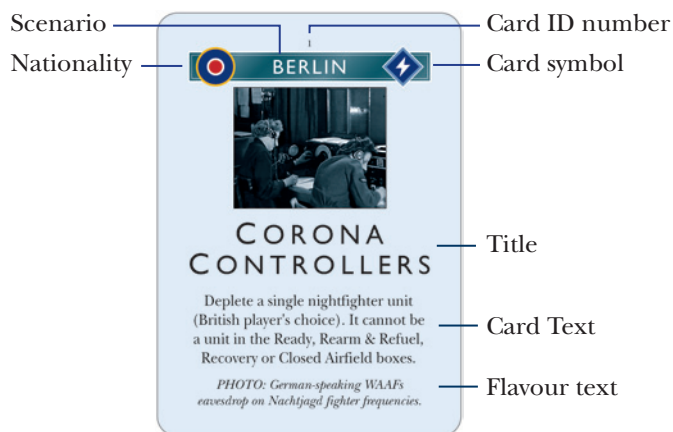 Scenario
Card ID number
1
Nationality
BERLIN
Card symbol
CORONA
CONTROLLERS
Title
Deplete a single nightfighter unit
(British player's choice). It cannot be
a unit in the Ready, Rearm & Refuel,
Recovery or Closed Airfield boxes.
Card Text
PHOTO: German-speaking WAAFs
eavesdrop on Nachtjagd fighter frequencies.
Flavour text